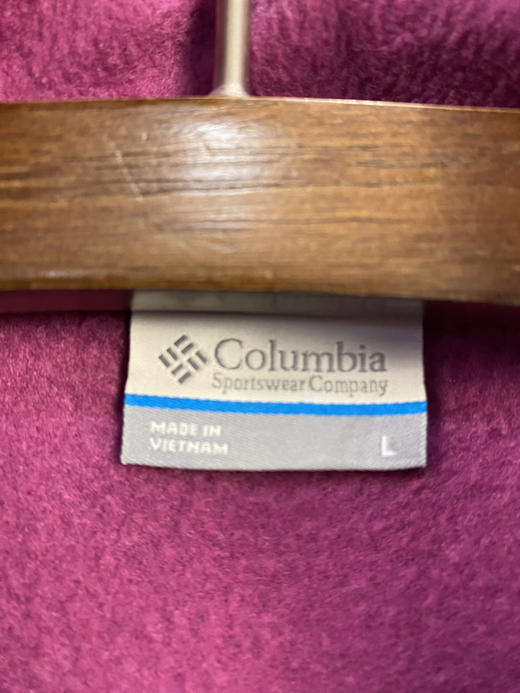 Columbia
Sportswear Company
MADE IN
VIETNAM
L